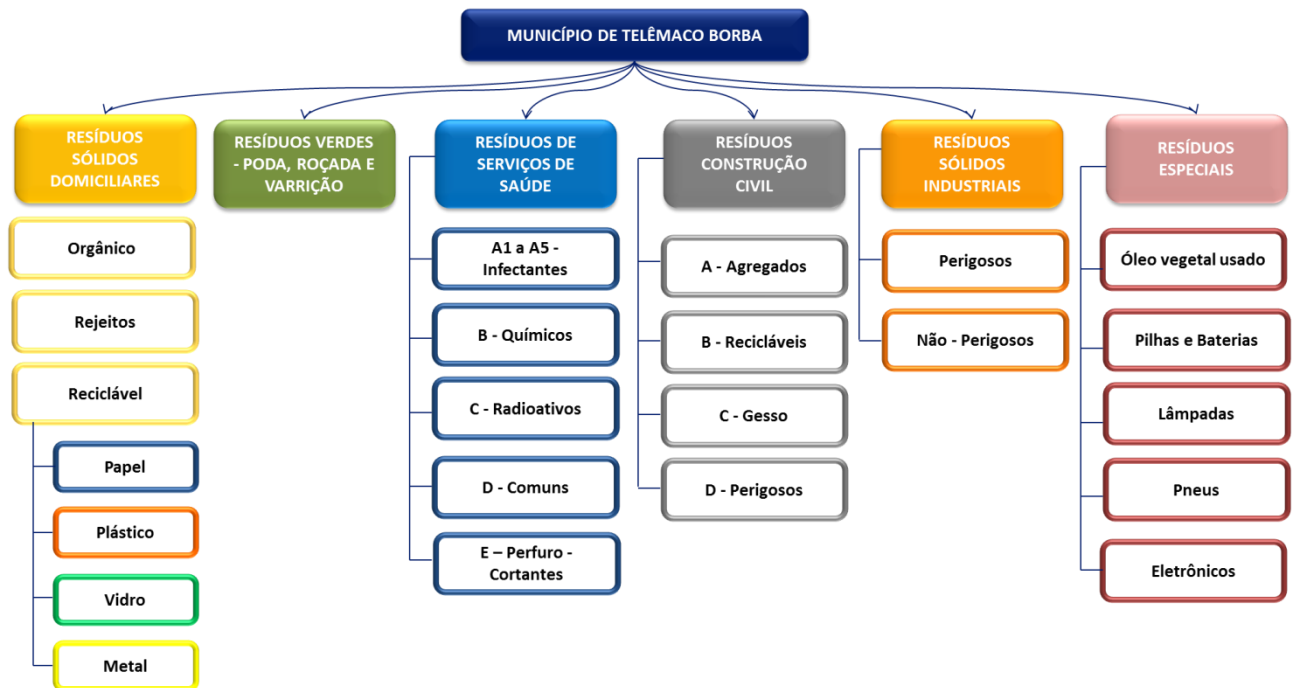 MUNICÍPIO DE TELÊMACO BORBA
RESÍDUOS
SÓLIDOS
DOMICILIARES
Orgânico
Rejeitos
Reciclável
Papel
Plástico
Vidro
Metal
RESÍDUOS VERDES
- PODA, ROÇADA E
VARRIÇÃO
RESÍDUOS DE
SERVIÇOS DE
SAÚDE
A1 a A5 -
Infectantes
B - Químicos
C - Radioativos
D - Comuns
E – Perfuro -
Cortantes
RESÍDUOS
CONSTRUÇÃO
CIVIL
A - Agregados
B - Recicláveis
C - Gesso
D - Perigosos
RESÍDUOS
SÓLIDOS
INDUSTRIAIS
Perigosos
Não - Perigosos
RESÍDUOS
ESPECIAIS
Óleo vegetal usado
Pilhas e Baterias
Lâmpadas
Pneus
Eletrônicos